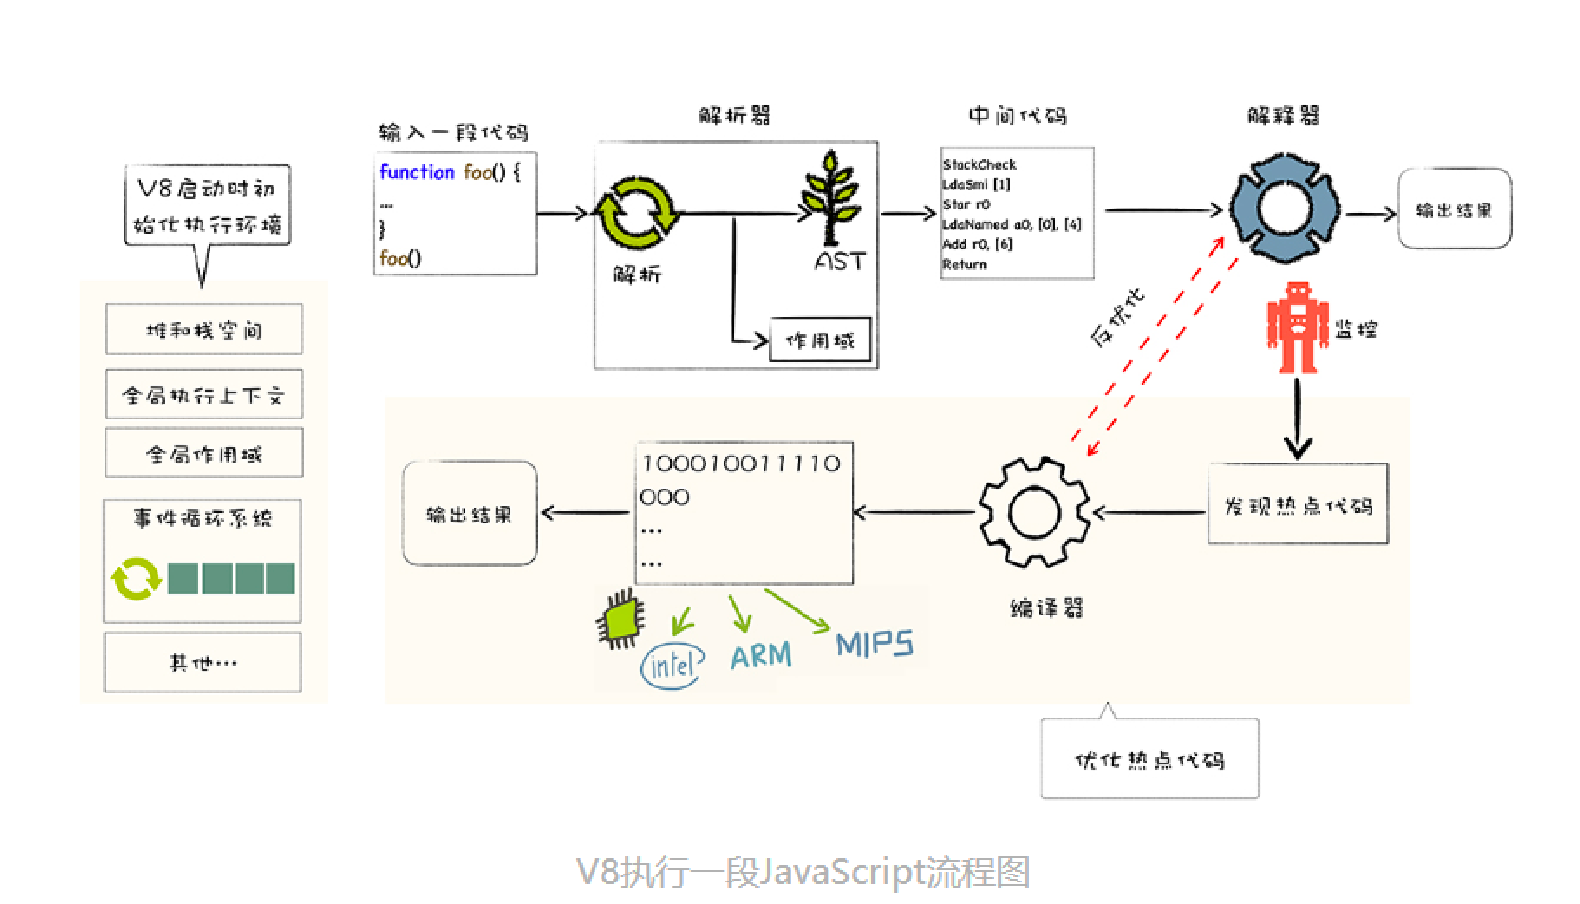 V8启动时初
始化执行环境
堆和栈空间
全局执行上下文
全局作用域
事件循环系统
其他…
输入一段代码
function foo() {
...
}
foo()
解析器
解析
AST
作用域
中间代码
StackCheck
LdaSmi [1]
Star r0
LdaNamed a0, [0], [4]
Add r0, [6]
Return
解释器
输出结果
反优化
监控
发现热点代码
编译器
100010011110
000
...
...
输出结果
intel
ARM
MIPS
优化热点代码
V8执行一段JavaScript流程图